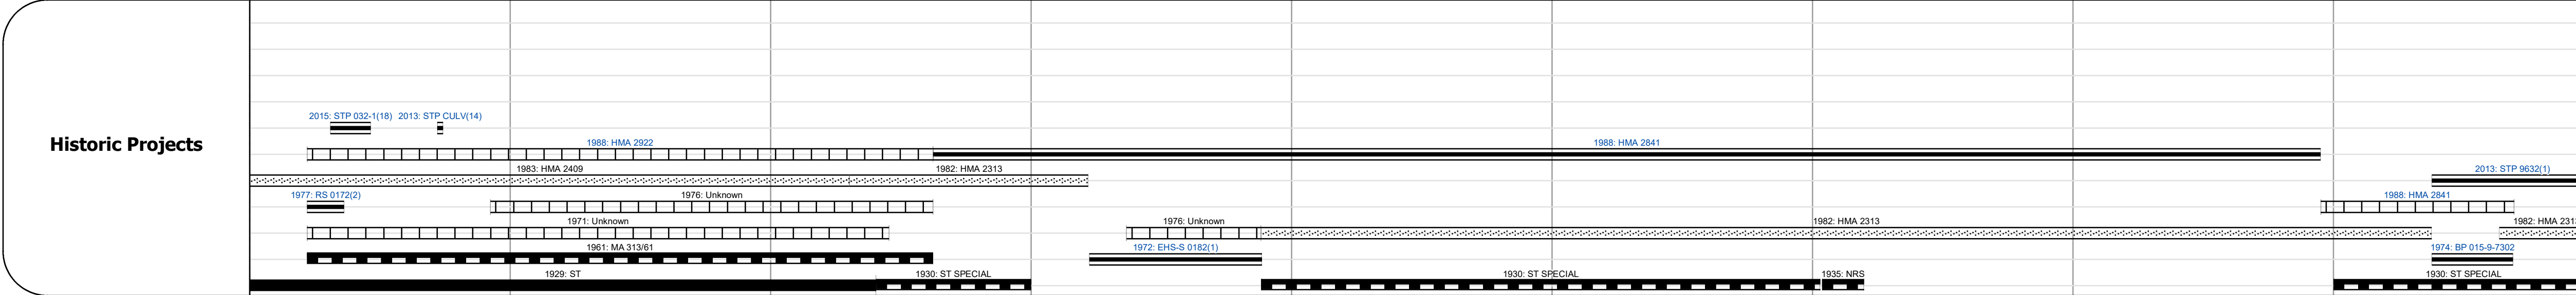 Historic Projects
2015: STP 032-1(18) 2013: STP CULV(14)
1988: HMA 2922 1988: HMA 2841
1983: HMA 2409 1982: HMA 2313 2013: STP 9632(1)
1977: RS 0172(2) 1976: Unknown 1988: HMA 2841
1971: Unknown 1976: Unknown 1982: HMA 2313 1982: HMA 231
1961: MA 313/61 1972: EHS-S 0182(1) 1974: BP 015-9-7302
1929: ST 1930: ST SPECIAL 1930: ST SPECIAL 1935: NRS 1930: ST SPECIAL